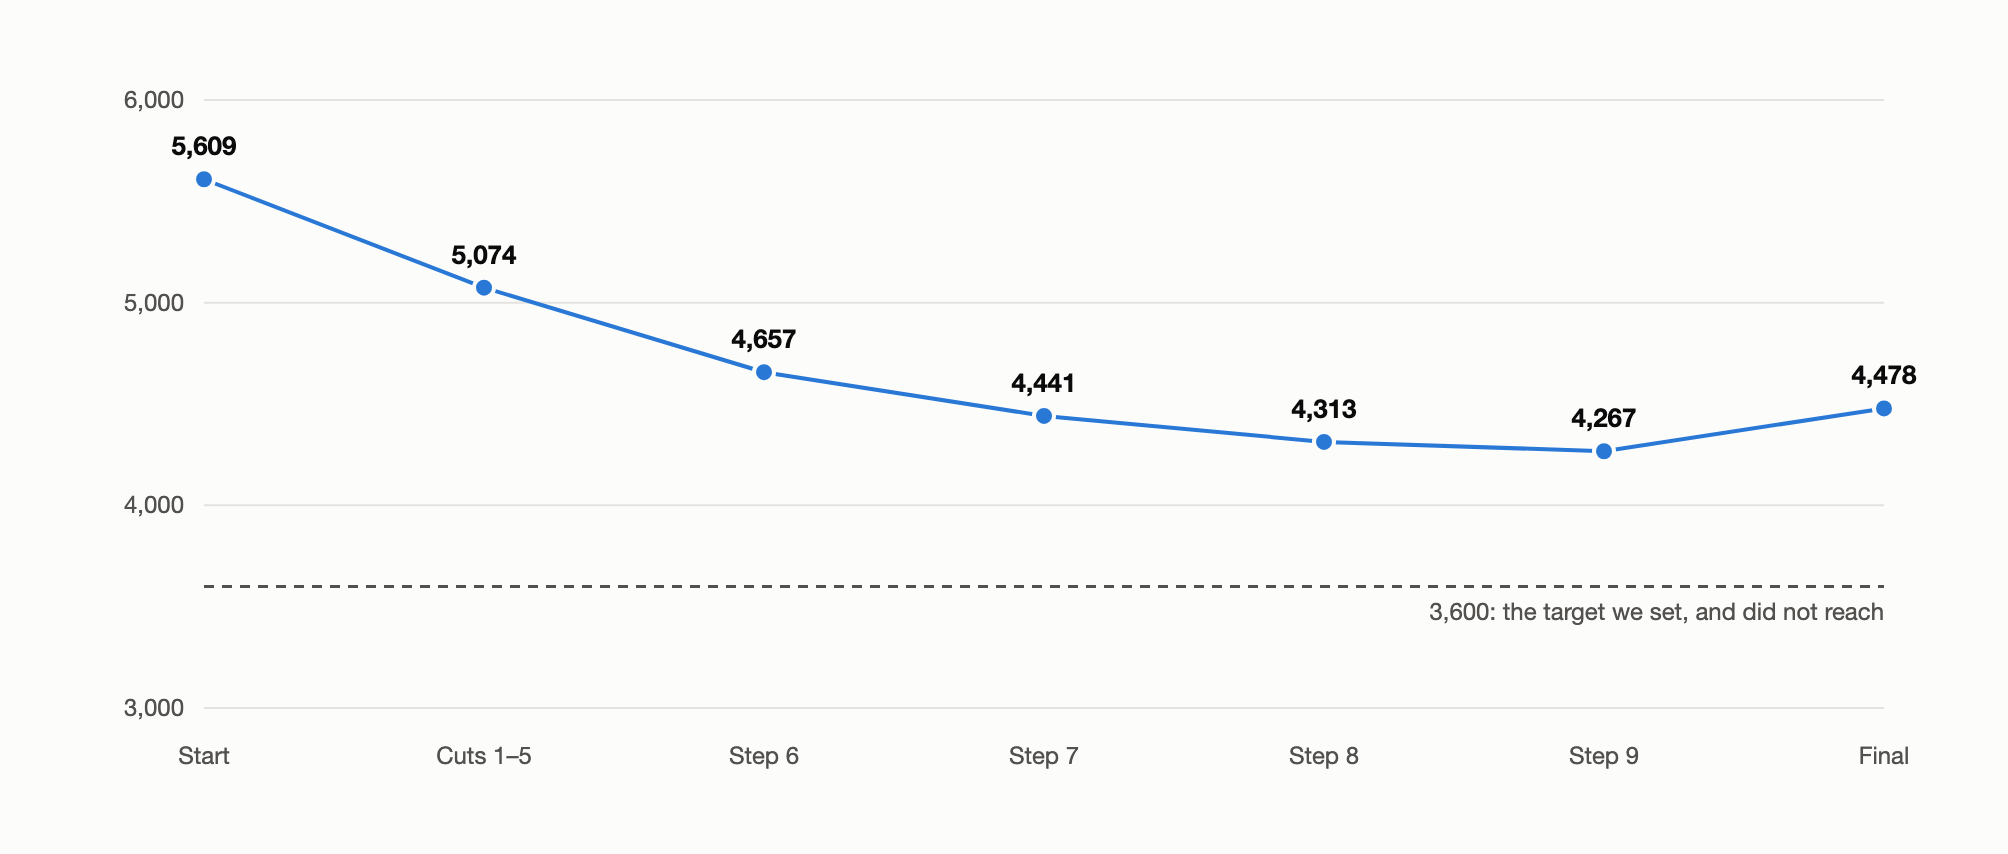 6,000
5,609
5,074
5,000
4,657
4,441
4,313
4,267
4,478
4,000
3,600: the target we set, and did not reach
3,000
Start
Cuts 1–5
Step 6
Step 7
Step 8
Step 9
Final